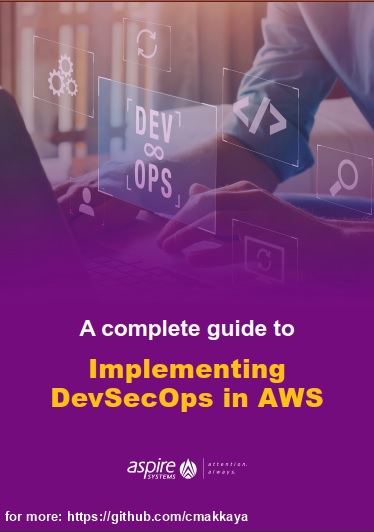 DEV
OPS
</>
A complete guide to
Implementing
DevSecOps in AWS
aspire
SYSTEMS
attention.
always.
for more: https://github.com/cmakkaya